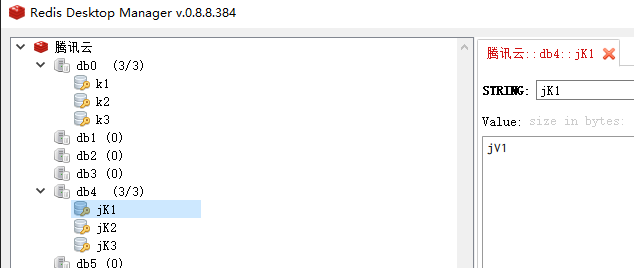 Redis Desktop Manager v.0.8.8.384
腾讯云
db0 (3/3)
k1
k2
k3
db1 (0)
db2 (0)
db3 (0)
db4 (3/3)
jK1
jK2
jK3
db5 (0)
腾讯云::db4::jK1
STRING: jK1
Value: size in bytes:
jV1